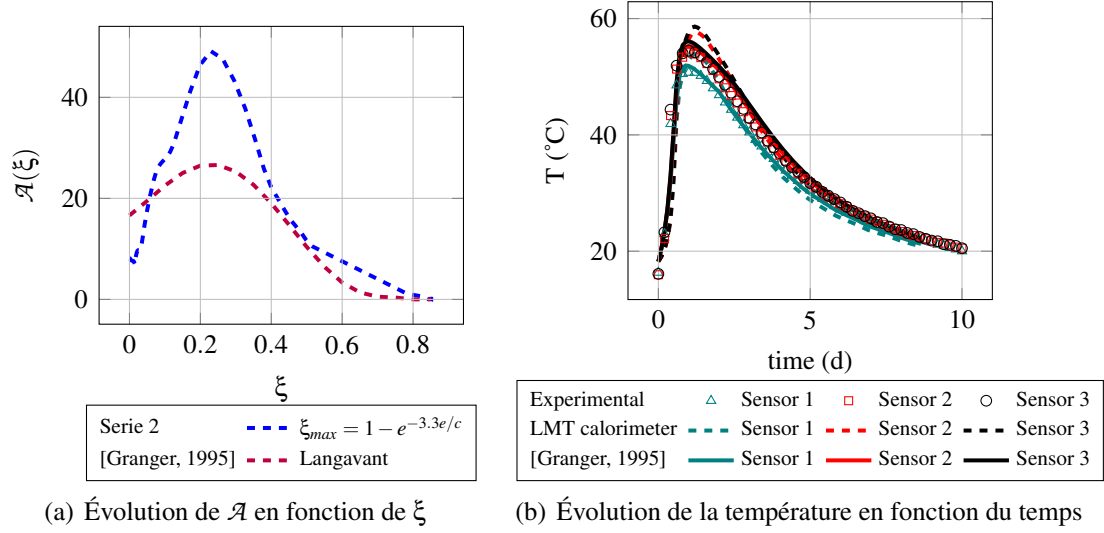 40
20
0
𝒜(ξ)
0
0.2
0.4
0.6
0.8
ξ
Serie 2
ξmax = 1 − e^−3.3e/c
[Granger, 1995]
Langavant
(a) Évolution de 𝒜 en fonction de ξ
60
40
20
T (°C)
0
5
10
time (d)
Experimental Sensor 1 Sensor 2 Sensor 3
LMT calorimeter Sensor 1 Sensor 2 Sensor 3
[Granger, 1995] Sensor 1 Sensor 2 Sensor 3
(b) Évolution de la température en fonction du temps